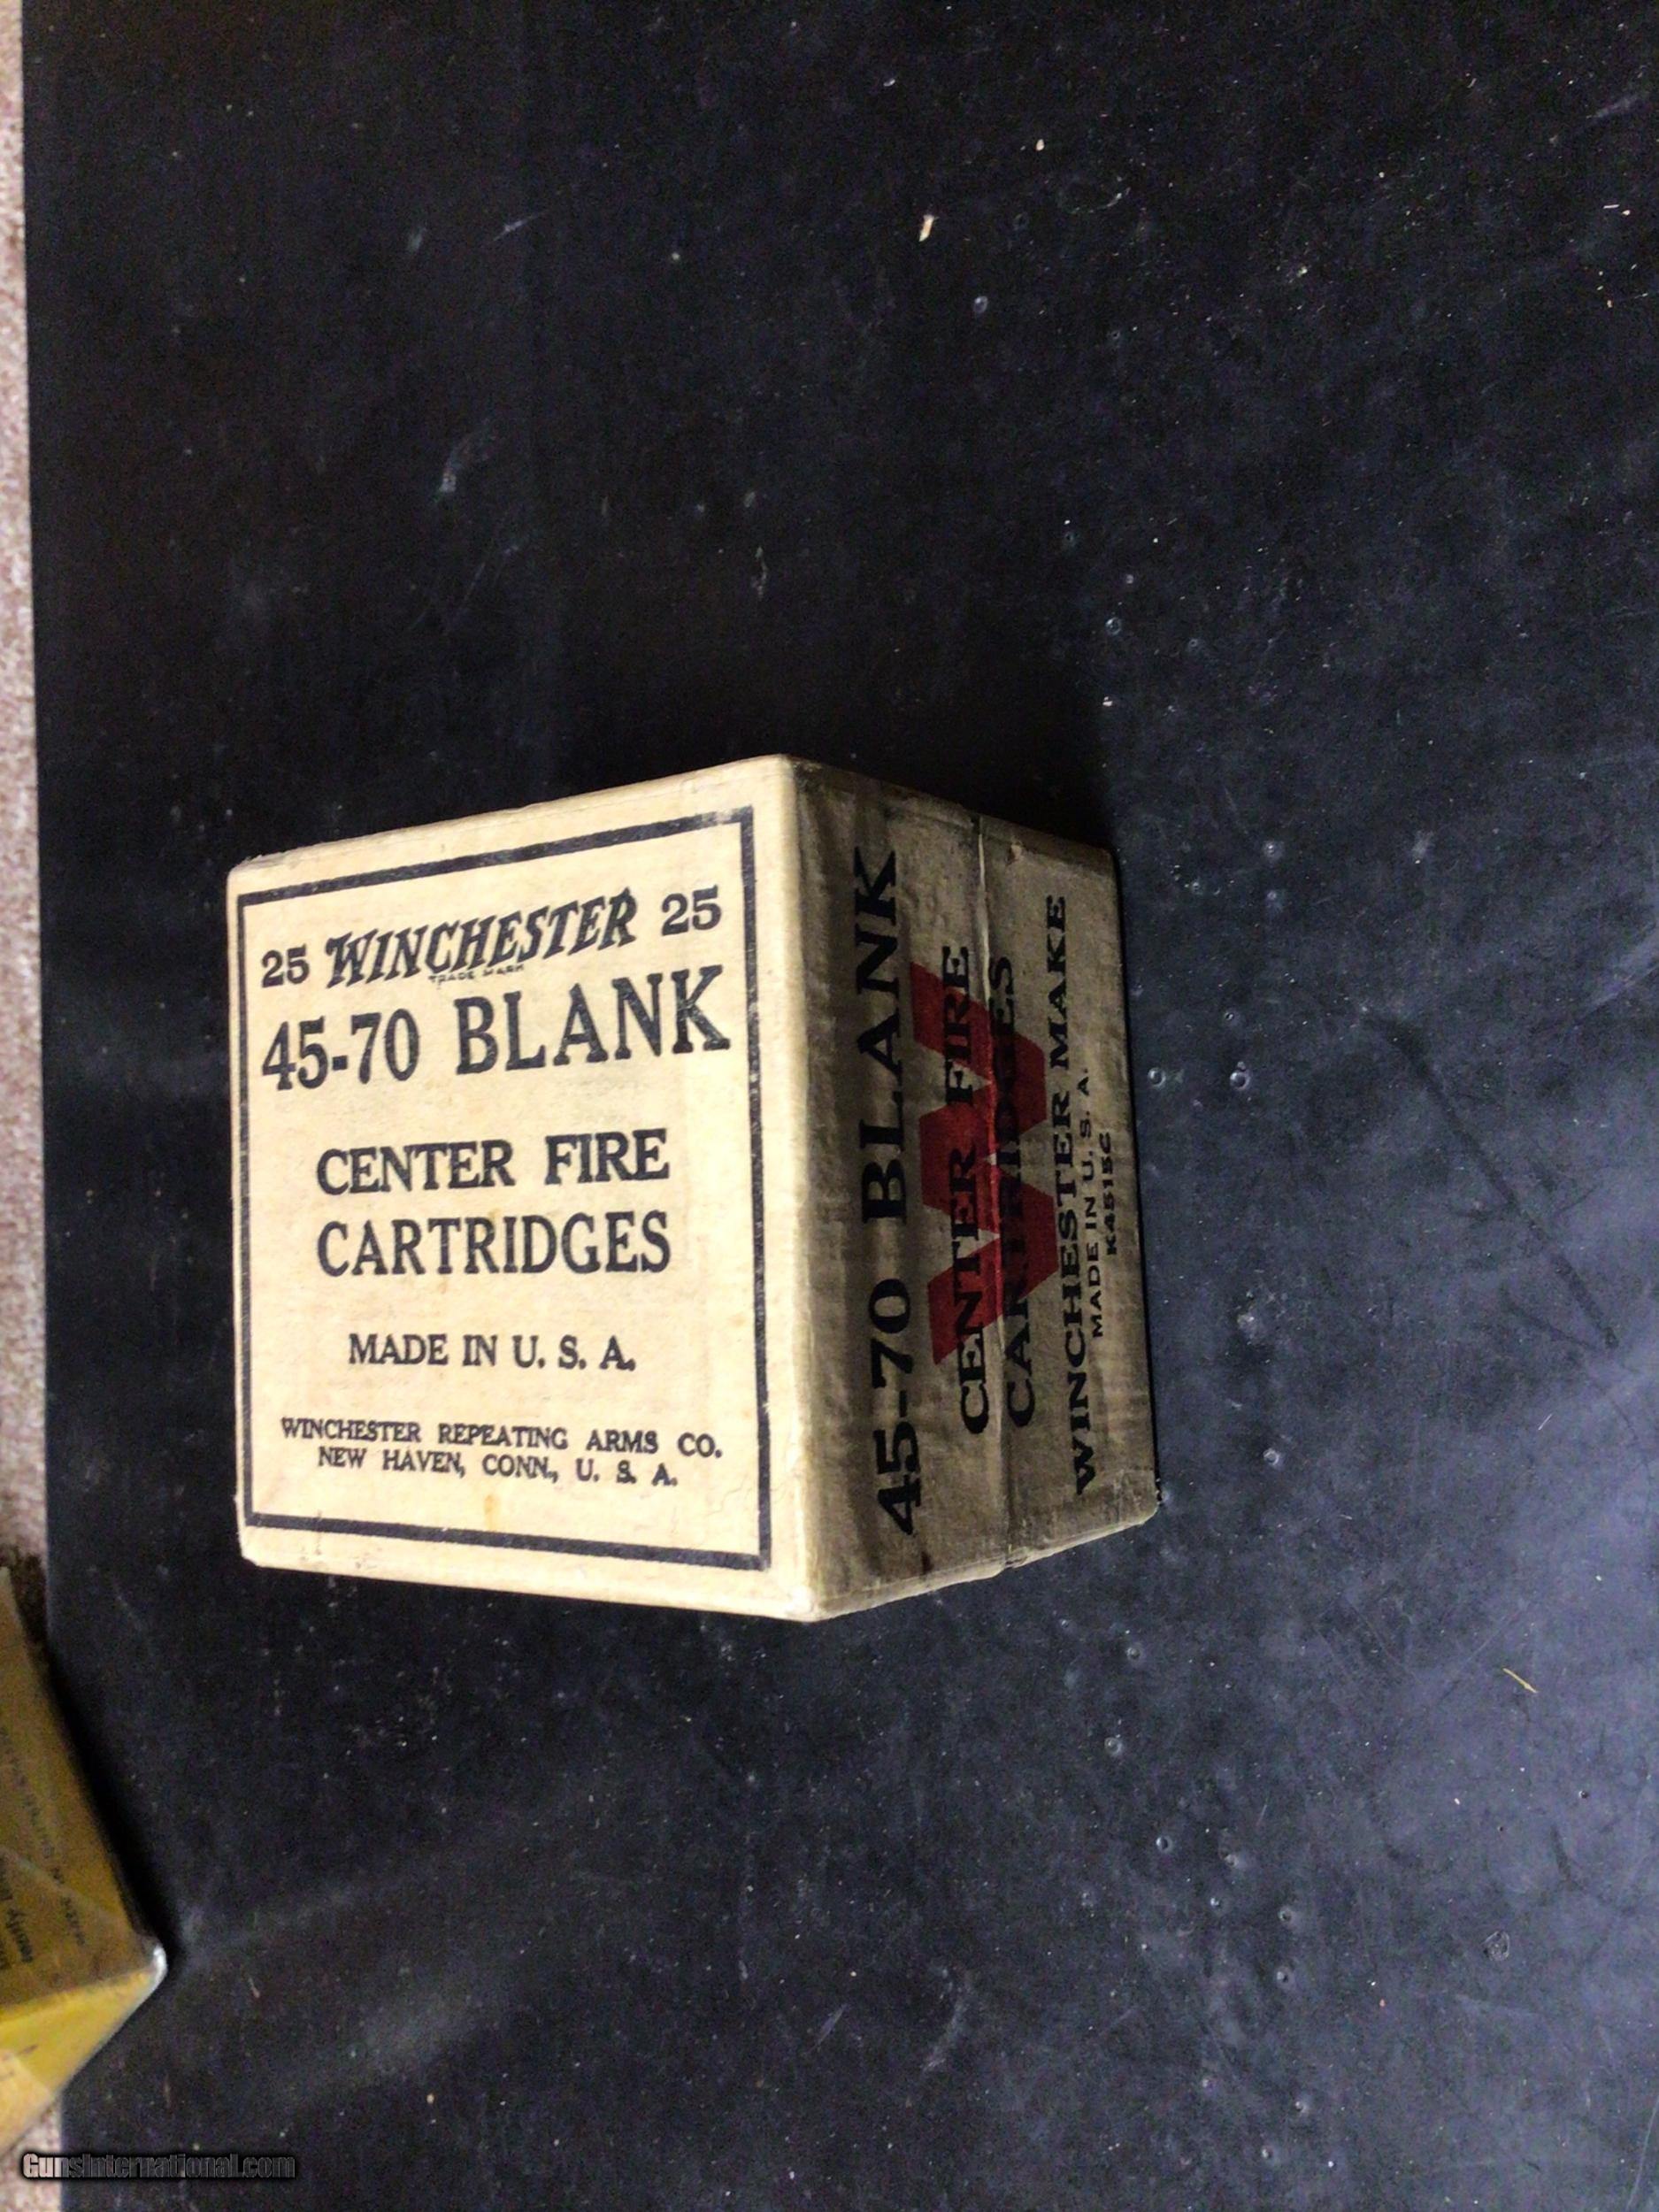 25 WINCHESTER 25
TRADE MARK
45-70 BLANK
CENTER FIRE
CARTRIDGES
MADE IN U. S. A.
WINCHESTER REPEATING ARMS CO.
NEW HAVEN, CONN., U. S. A.
45-70 BLANK
W
CENTER FIRE
CARTRIDGES
WINCHESTER MAKE
MADE IN U. S. A.
K4515C
GunsInternational.com